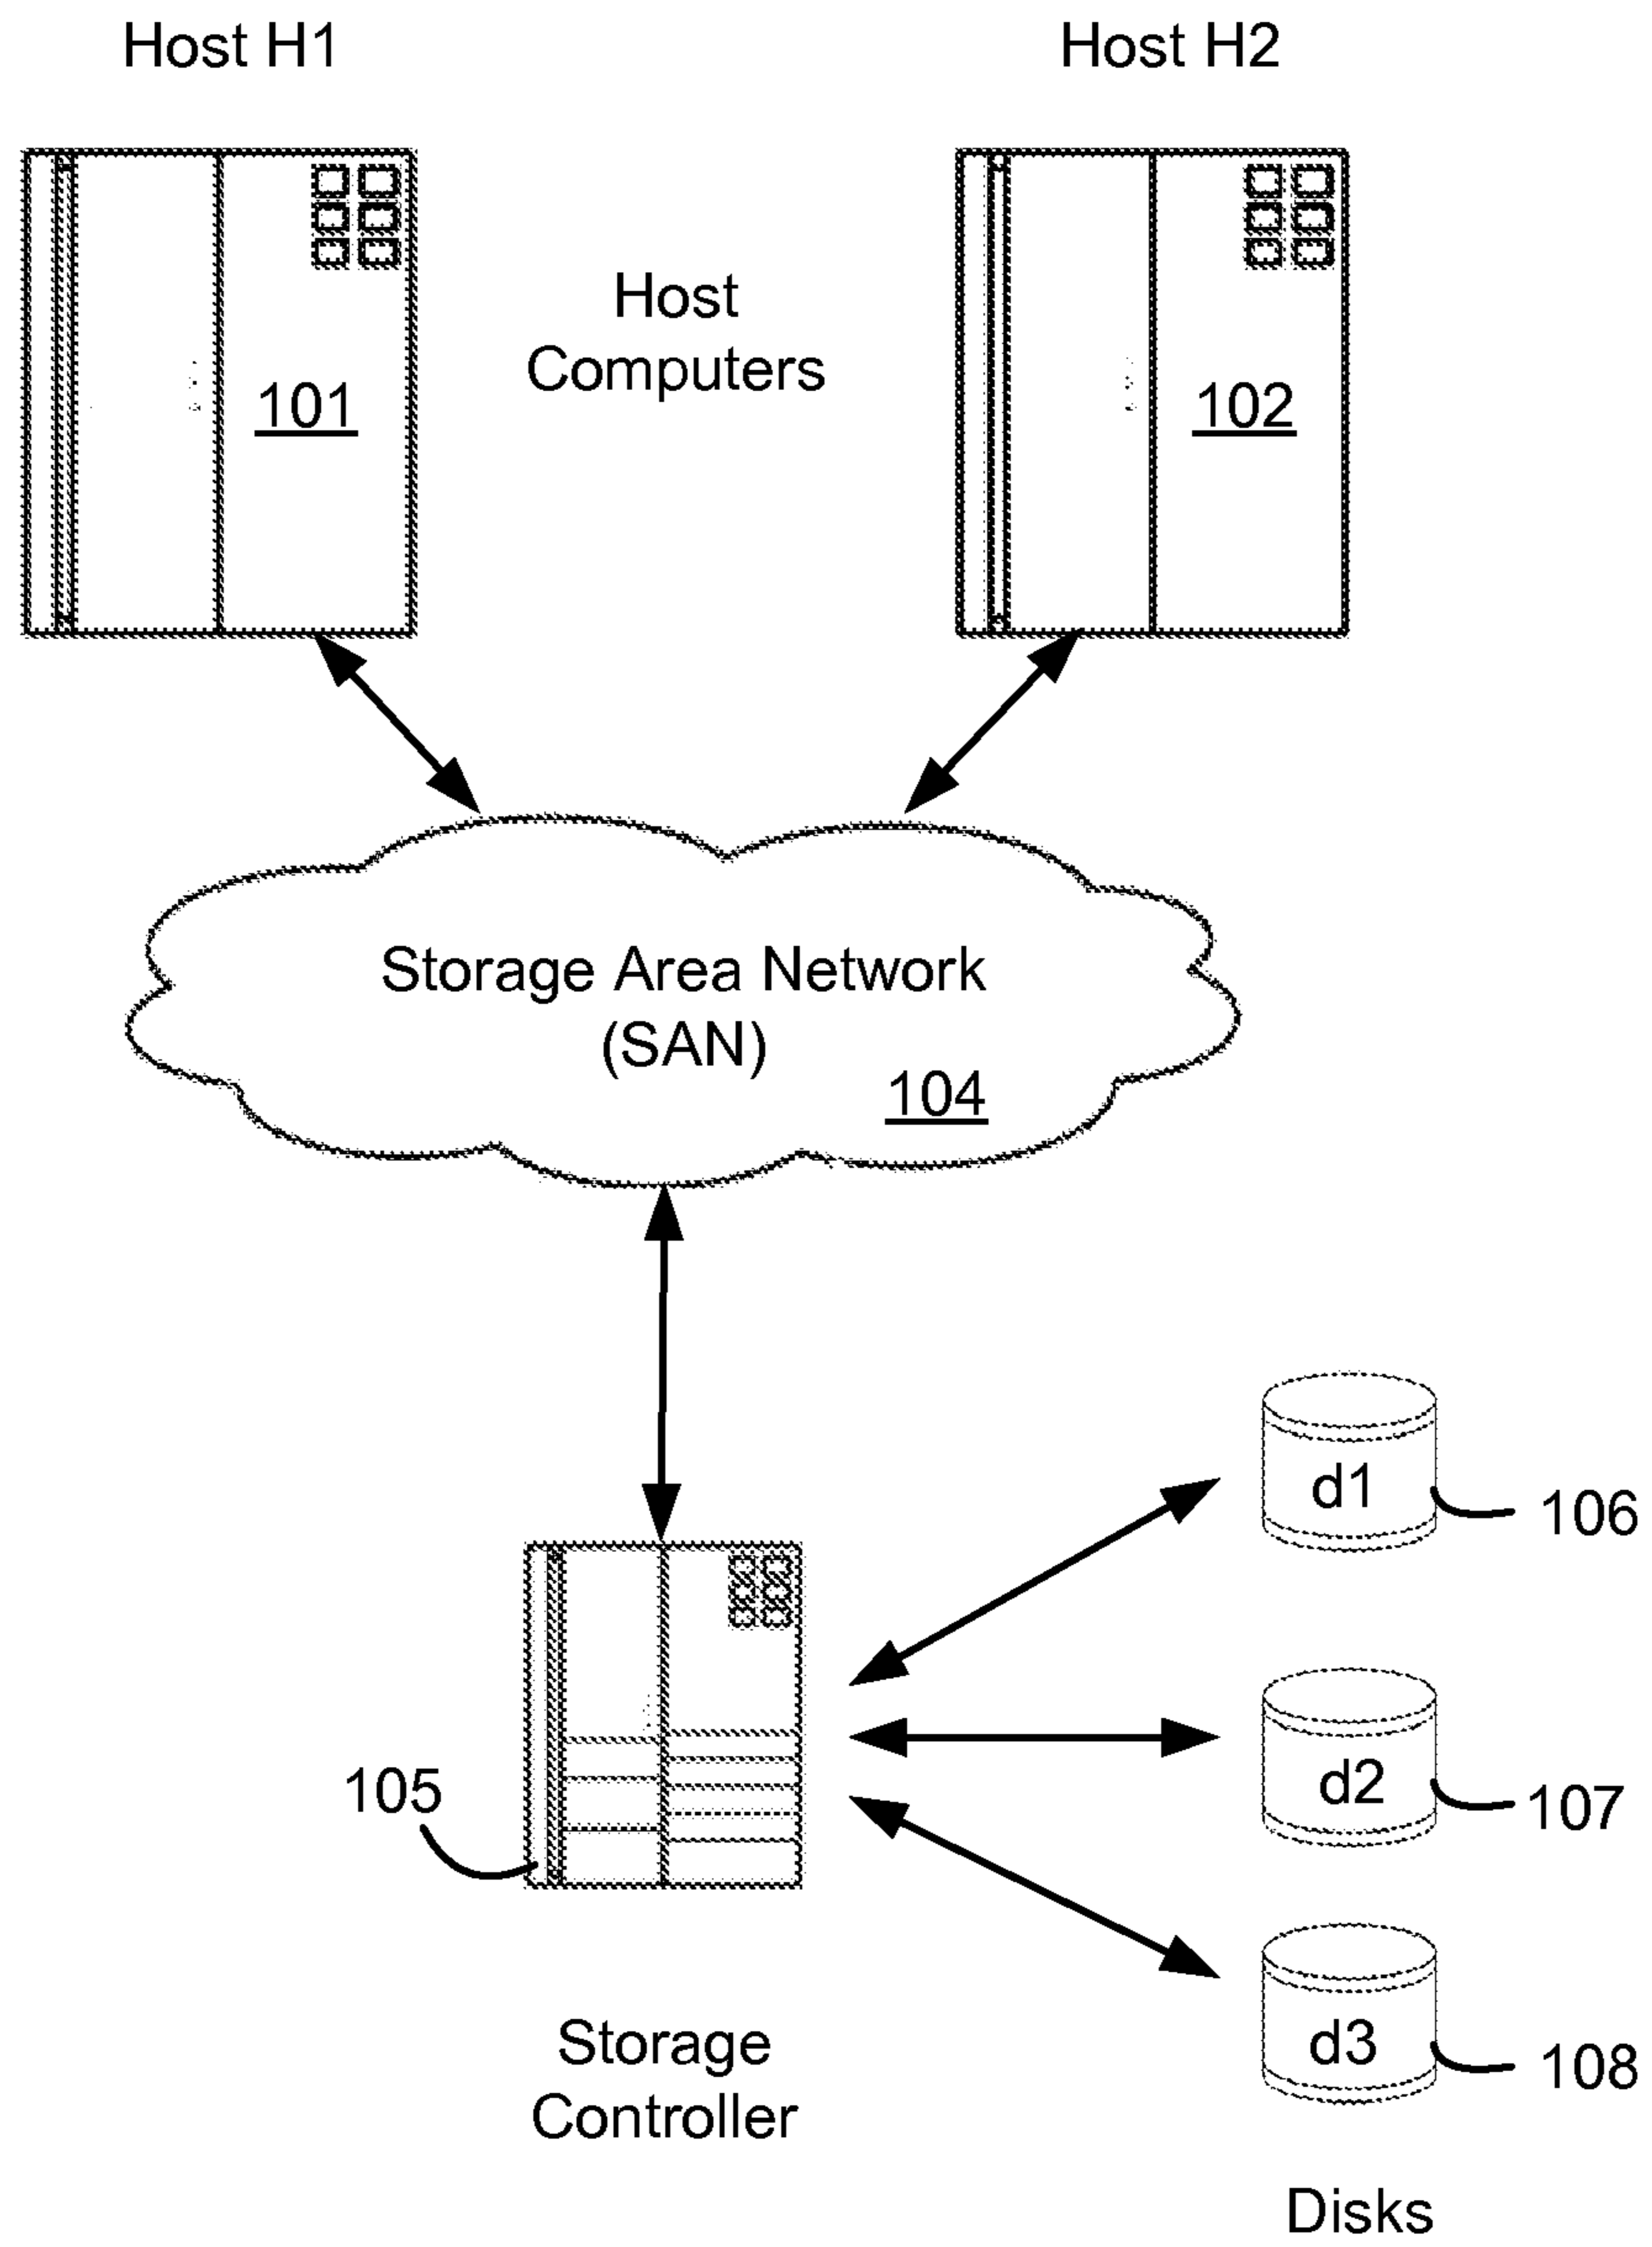 Host H1
Host H2
Host
Computers
101
102
Storage Area Network
(SAN)
104
d1
106
d2
107
105
d3
108
Storage
Controller
Disks